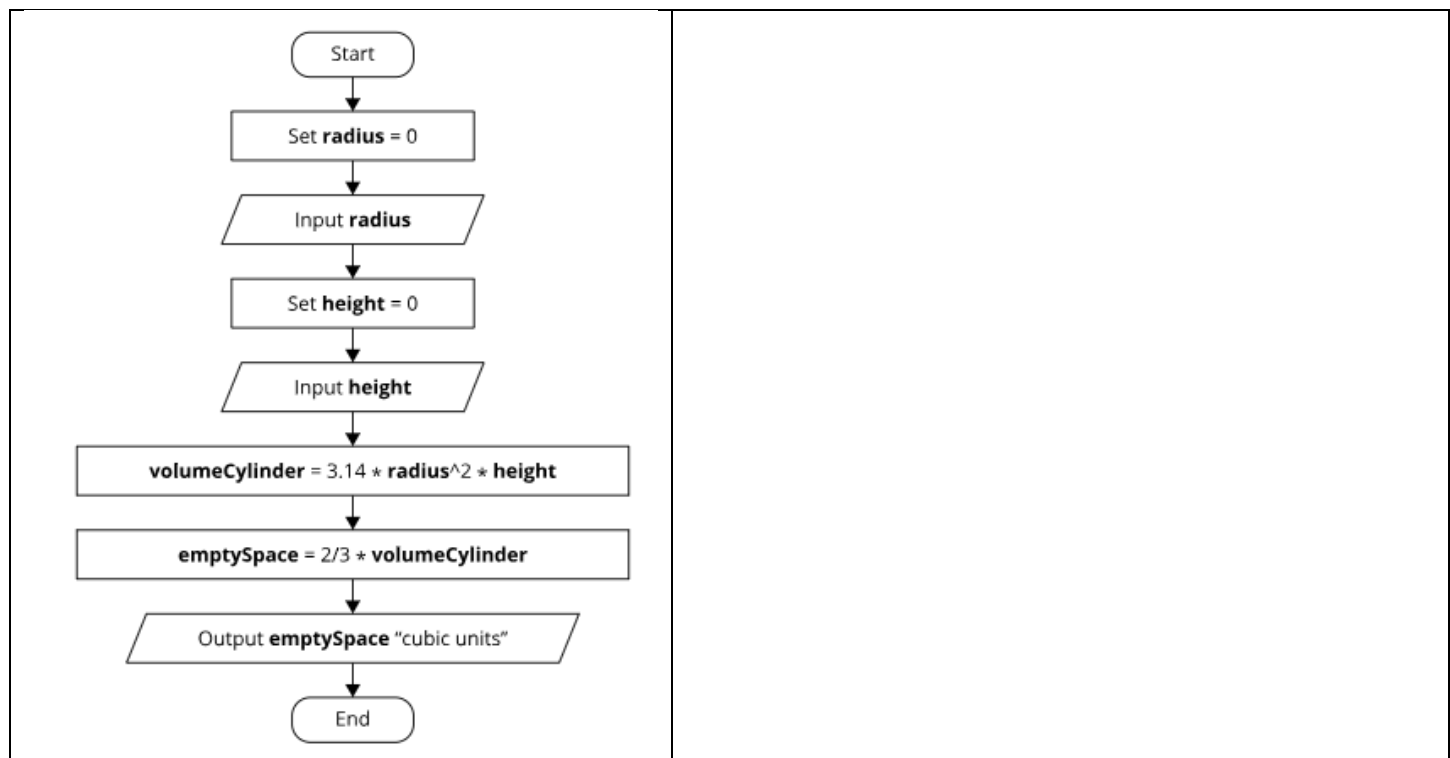 Start
Set radius = 0
Input radius
Set height = 0
Input height
volumeCylinder = 3.14 * radius^2 * height
emptySpace = 2/3 * volumeCylinder
Output emptySpace “cubic units”
End